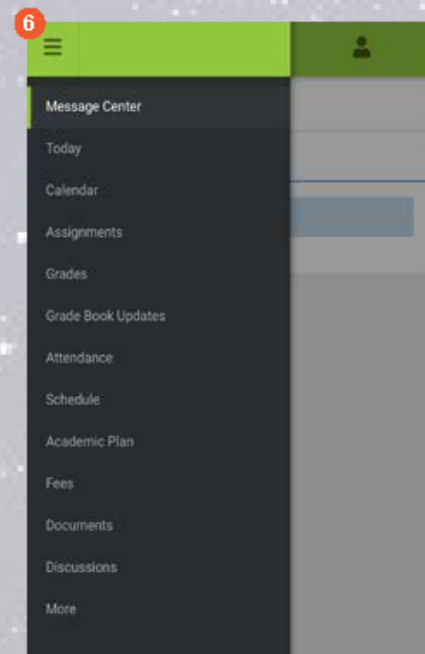 6
Message Center
Today
Calendar
Assignments
Grades
Grade Book Updates
Attendance
Schedule
Academic Plan
Fees
Documents
Discussions
More